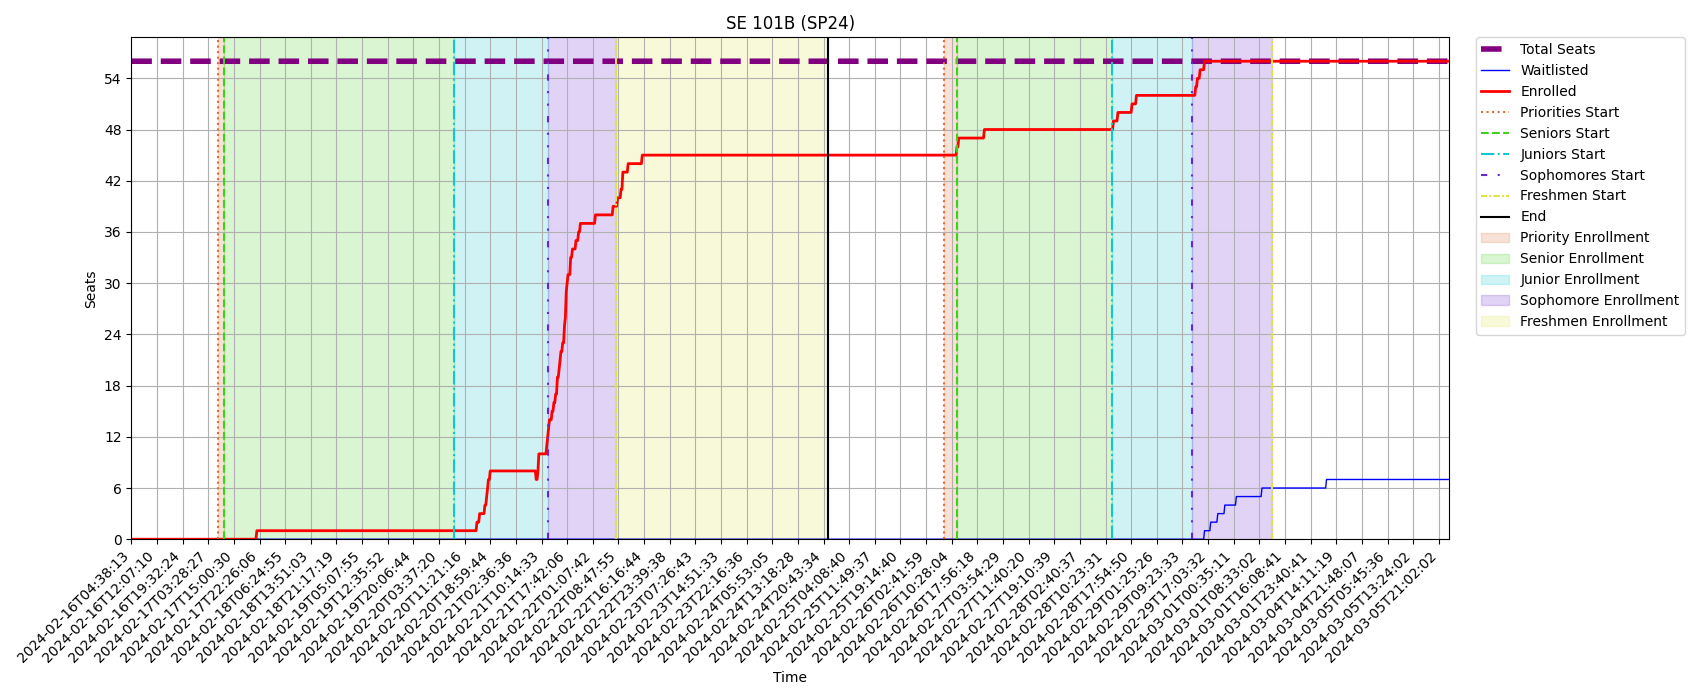 SE 101B (SP24)
Seats
54
48
42
36
30
24
18
12
6
0
2024-02-16T04:38:13
2024-02-16T12:07:10
2024-02-16T19:32:24
2024-02-17T03:28:27
2024-02-17T15:00:30
2024-02-17T22:26:06
2024-02-18T06:24:55
2024-02-18T13:51:03
2024-02-18T21:17:19
2024-02-19T05:07:55
2024-02-19T12:35:52
2024-02-19T20:06:44
2024-02-20T03:37:20
2024-02-20T11:21:16
2024-02-20T18:59:44
2024-02-21T02:36:36
2024-02-21T10:14:33
2024-02-21T17:42:06
2024-02-22T01:07:42
2024-02-22T08:47:55
2024-02-22T16:16:44
2024-02-22T23:39:38
2024-02-23T07:26:43
2024-02-23T14:51:33
2024-02-23T22:16:36
2024-02-24T05:53:05
2024-02-24T13:18:28
2024-02-24T20:43:34
2024-02-25T04:08:40
2024-02-25T11:49:37
2024-02-25T19:14:40
2024-02-26T02:41:59
2024-02-26T10:28:04
2024-02-26T17:56:18
2024-02-27T03:54:29
2024-02-27T11:40:20
2024-02-27T19:10:39
2024-02-28T02:40:37
2024-02-28T10:23:31
2024-02-28T17:54:50
2024-02-29T01:25:26
2024-02-29T09:23:33
2024-02-29T17:03:32
2024-03-01T00:35:11
2024-03-01T08:33:02
2024-03-01T16:08:41
2024-03-01T23:40:41
2024-03-04T14:11:19
2024-03-04T21:48:07
2024-03-05T05:45:36
2024-03-05T13:24:02
2024-03-05T21:02:02
Time
Total Seats
Waitlisted
Enrolled
Priorities Start
Seniors Start
Juniors Start
Sophomores Start
Freshmen Start
End
Priority Enrollment
Senior Enrollment
Junior Enrollment
Sophomore Enrollment
Freshmen Enrollment